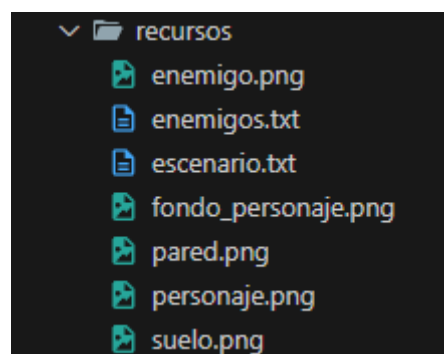 recursos
enemigo.png
enemigos.txt
escenario.txt
fondo_personaje.png
pared.png
personaje.png
suelo.png